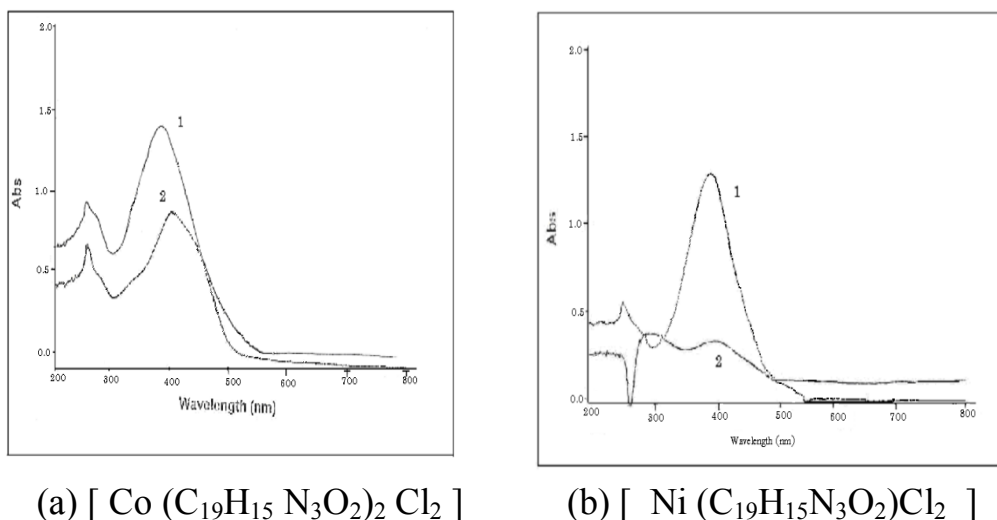 2.0
1.5
1.0
0.5
0.0
Abs
1
2
200 300 400 500 600 700 800
Wavelength (nm)
(a) [ Co (C₁₉H₁₅ N₃O₂)₂ Cl₂ ]
2.0
1.5
1.0
0.5
0.0
Abs
1
2
200 300 400 500 600 700 800
Wavelength (nm)
(b) [ Ni (C₁₉H₁₅N₃O₂)Cl₂ ]